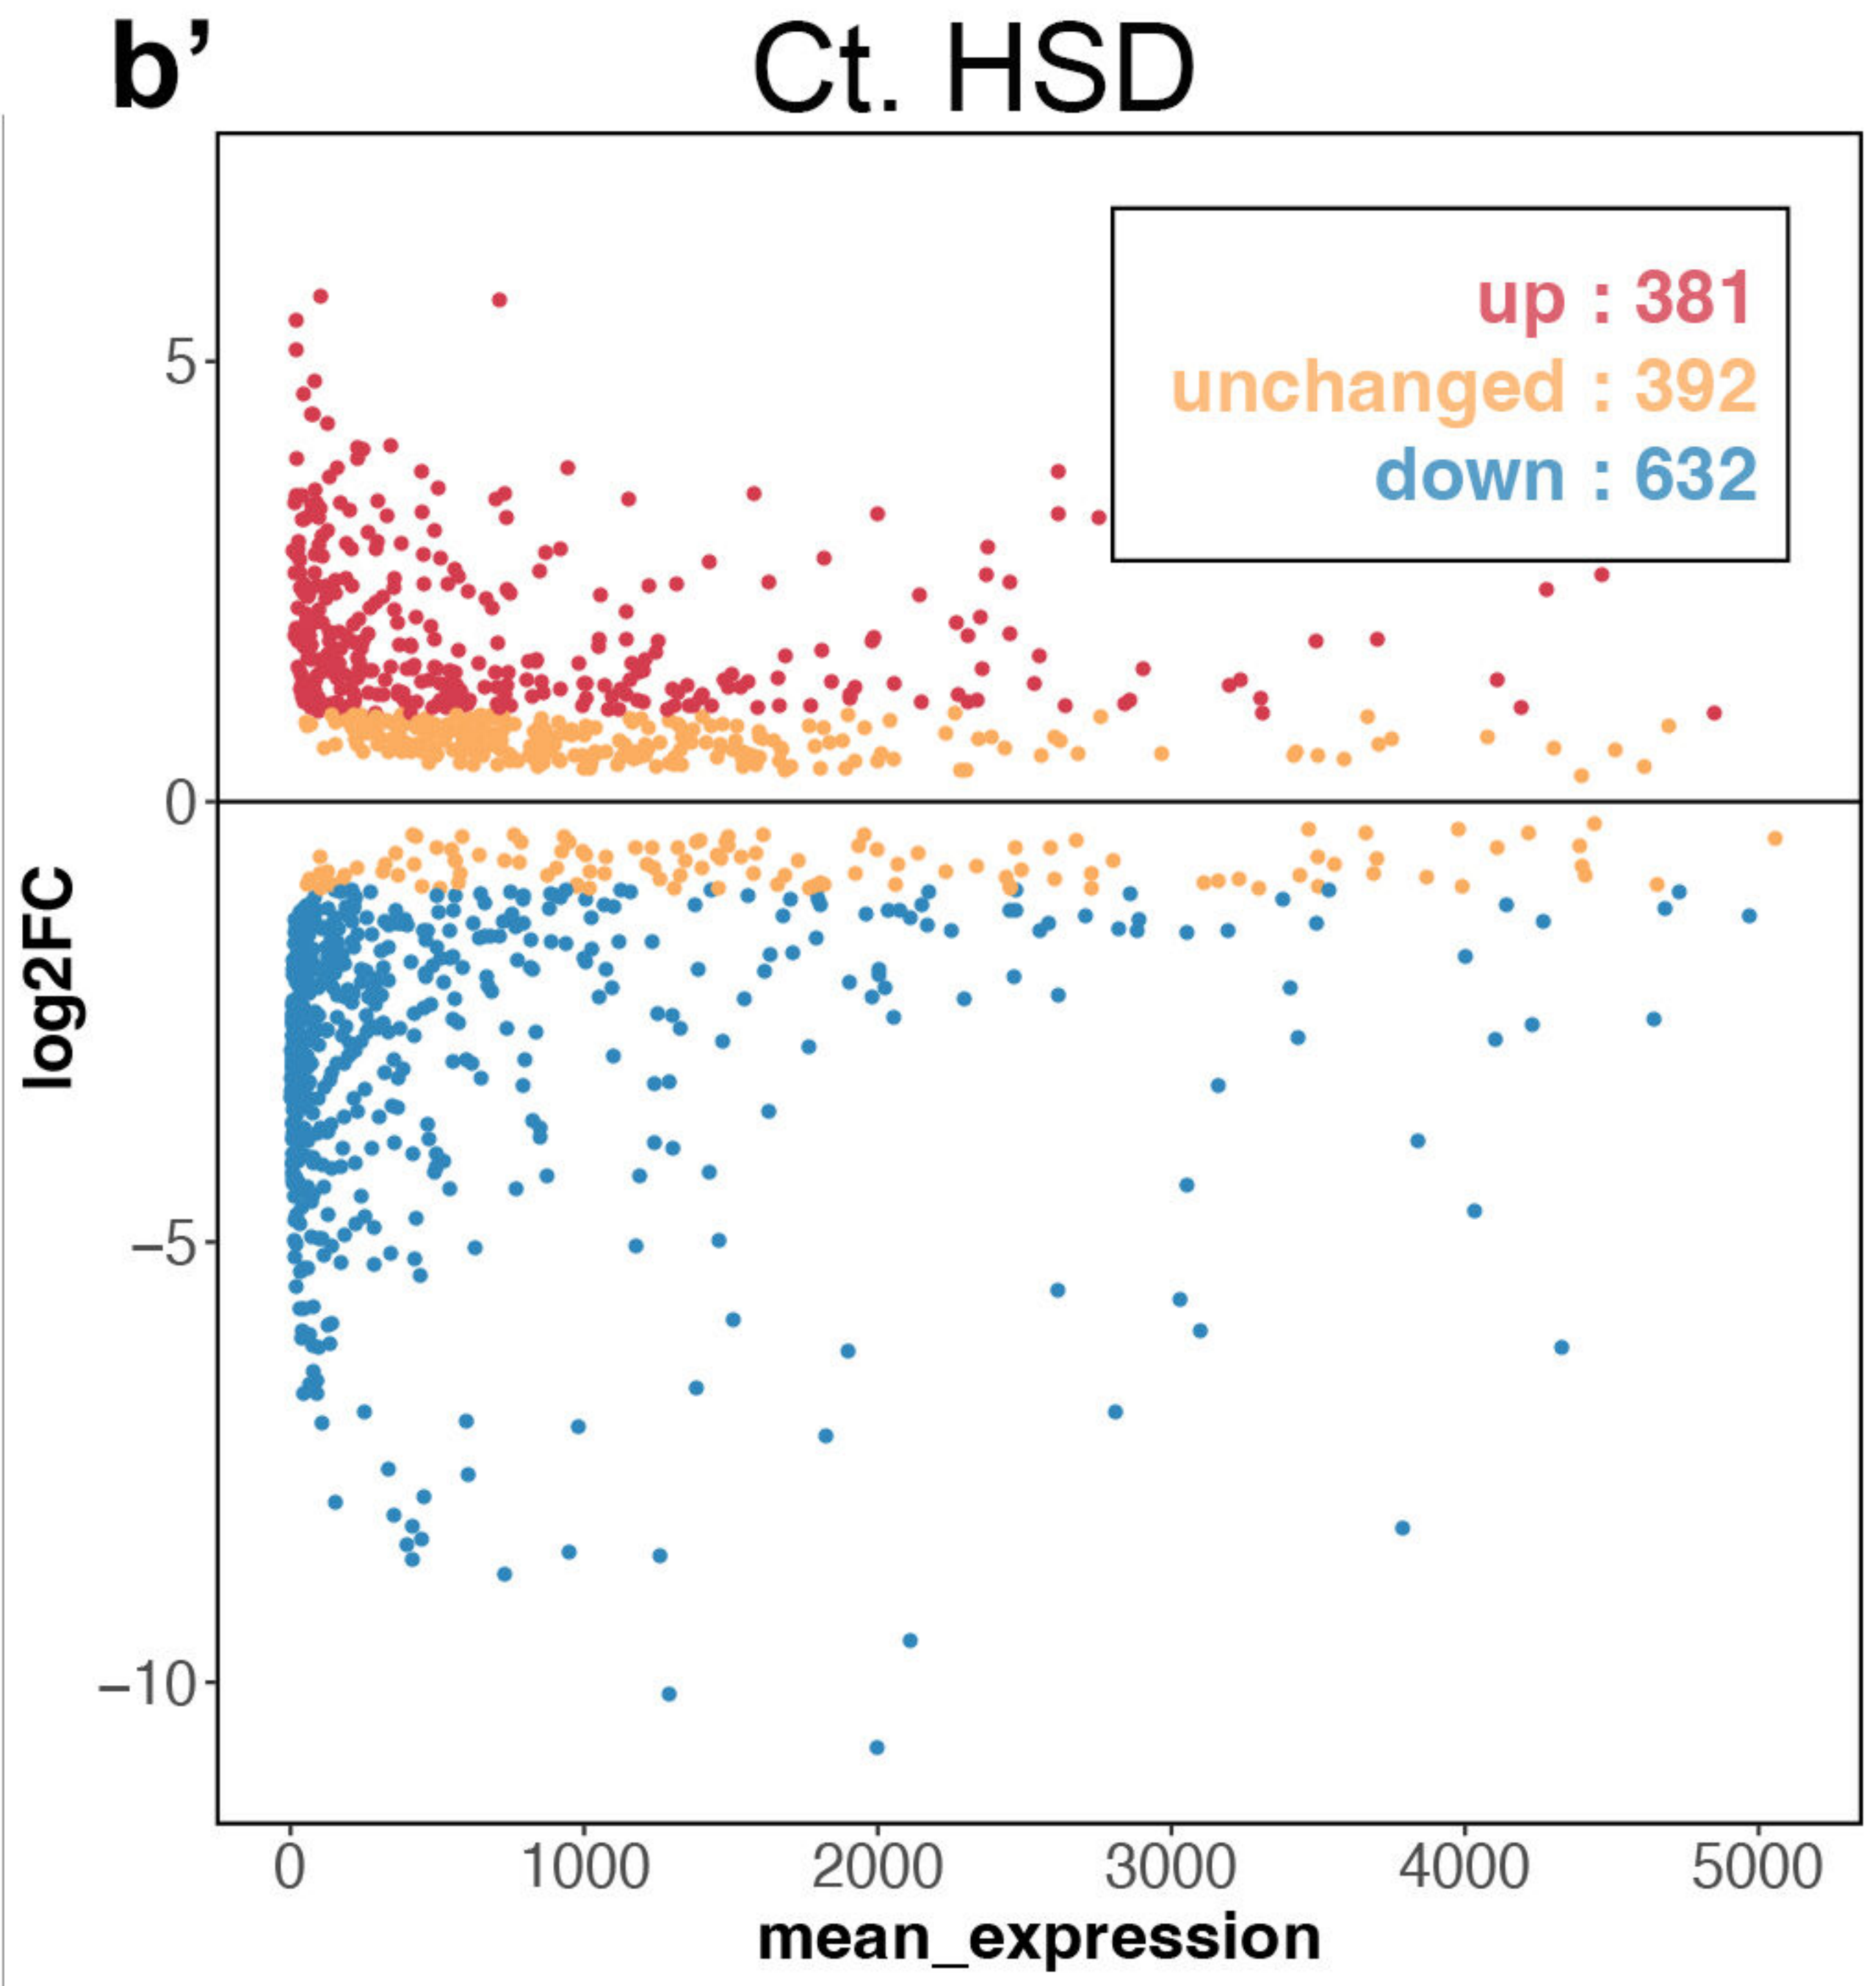 b’ Ct. HSD
up : 381
unchanged : 392
down : 632
5
0
−5
−10
log2FC
0 1000 2000 3000 4000 5000
mean_expression